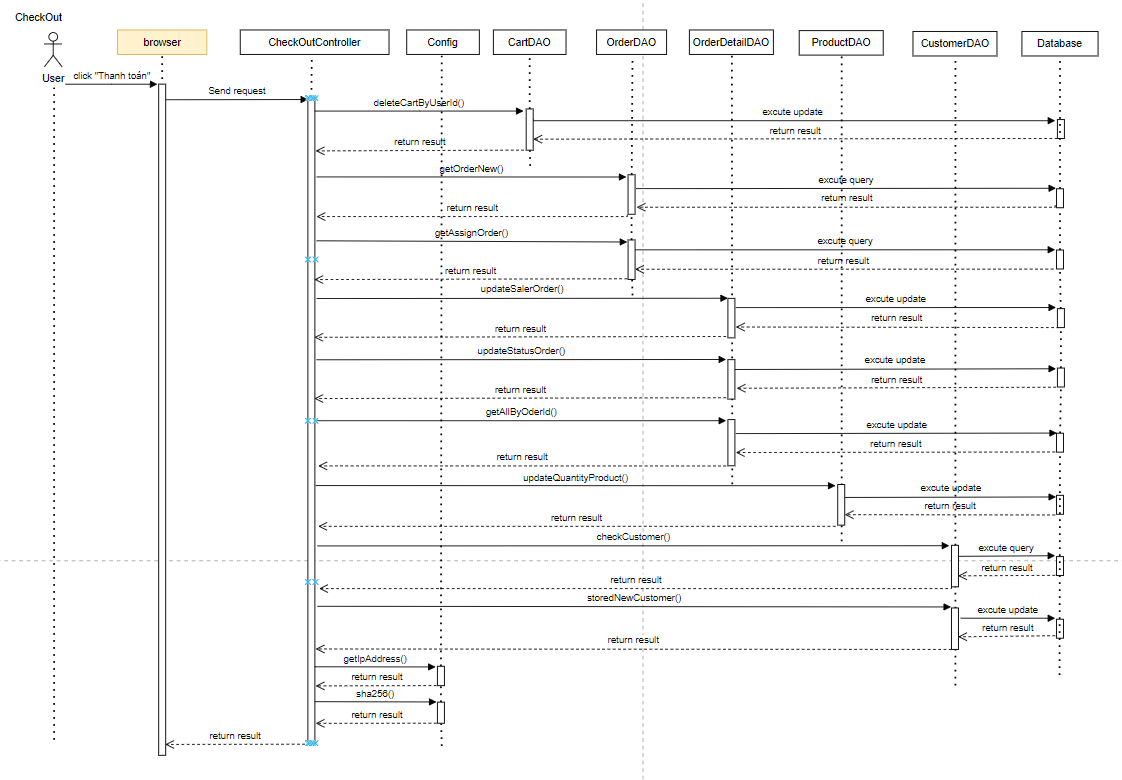 CheckOut
browser
CheckOutController
Config
CartDAO
OrderDAO
OrderDetailDAO
ProductDAO
CustomerDAO
Database
User
click "Thanh toán"
Send request
deleteCartByUserId()
excute update
return result
return result
getOrderNew()
excute query
return result
return result
getAssignOrder()
excute query
return result
return result
updateSalerOrder()
excute update
return result
return result
updateStatusOrder()
excute update
return result
return result
getAllByOderId()
excute update
return result
return result
updateQuantityProduct()
excute update
return result
return result
checkCustomer()
excute query
return result
return result
storedNewCustomer()
excute update
return result
return result
getIpAddress()
return result
sha256()
return result
return result